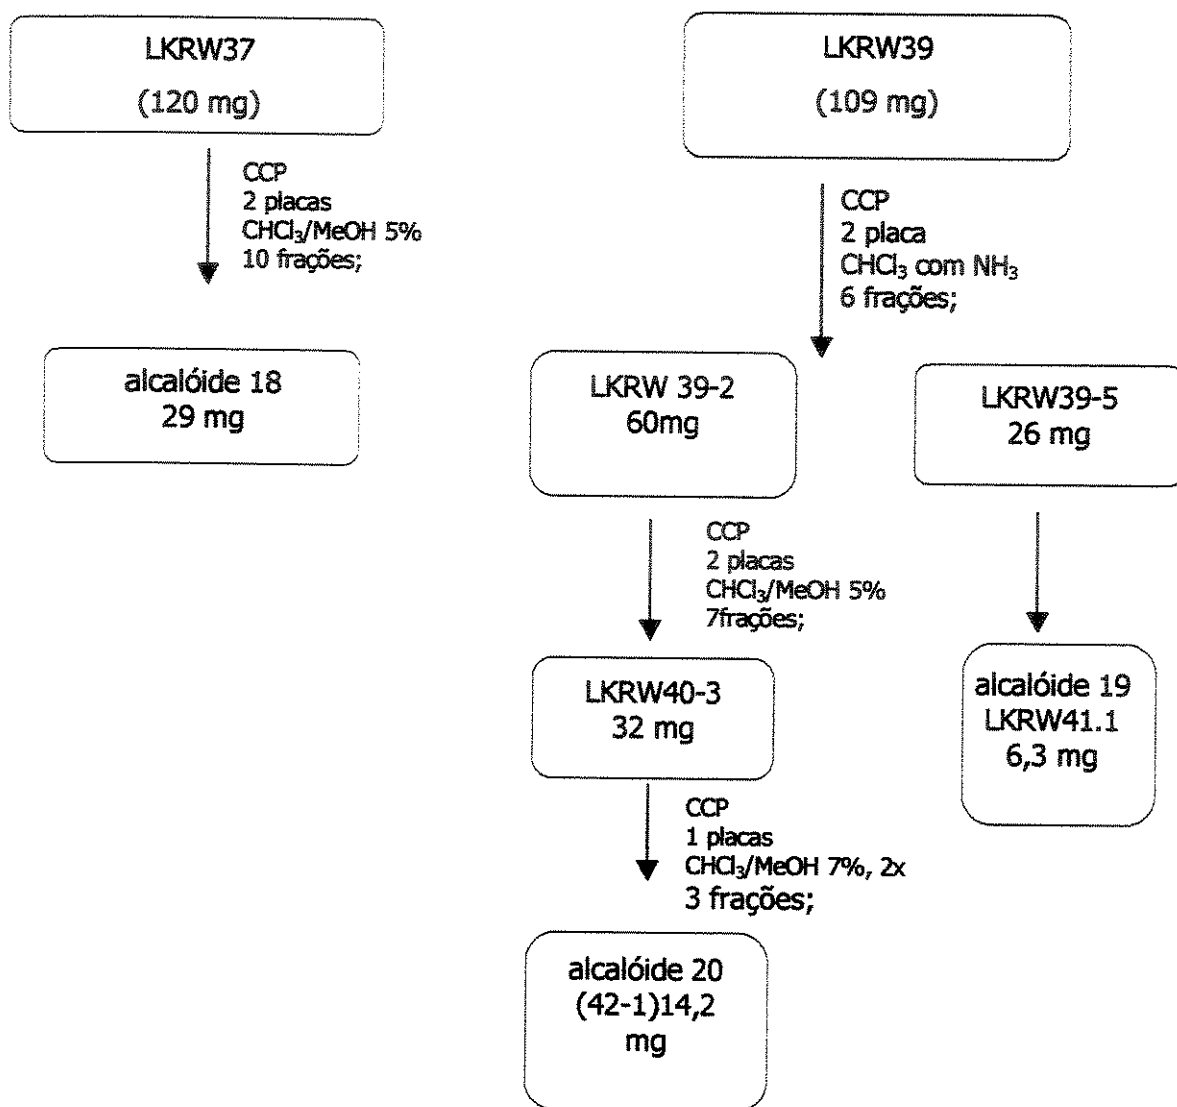 LKRW37
(120 mg)
CCP
2 placas
CHCl₃/MeOH 5%
10 frações;
alcalóide 18
29 mg
LKRW39
(109 mg)
CCP
2 placa
CHCl₃ com NH₃
6 frações;
LKRW 39-2
60mg
LKRW39-5
26 mg
CCP
2 placas
CHCl₃/MeOH 5%
7frações;
LKRW40-3
32 mg
alcalóide 19
LKRW41.1
6,3 mg
CCP
1 placas
CHCl₃/MeOH 7%, 2x
3 frações;
alcalóide 20
(42-1)14,2
mg